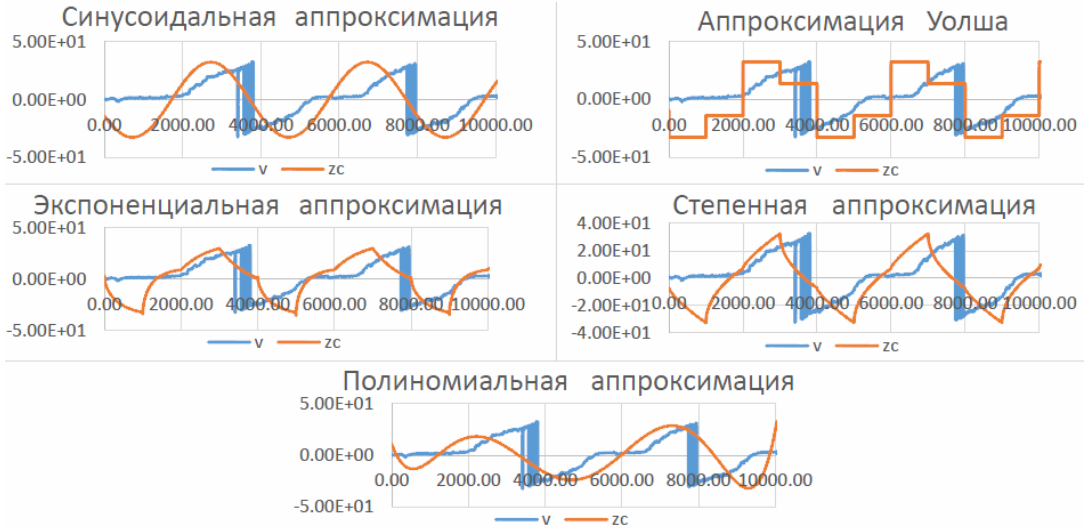 Синусоидальная аппроксимация
5.00E+01
0.00E+00
-5.00E+01
0.00 2000.00 4000.00 6000.00 8000.00 10000.00
v zc
Аппроксимация Уолша
5.00E+01
0.00E+00
-5.00E+01
0.00 2000.00 4000.00 6000.00 8000.00 10000.00
v zc
Экспоненциальная аппроксимация
5.00E+01
0.00E+00
-5.00E+01
0.00 2000.00 4000.00 6000.00 8000.00 10000.00
v zc
Степенная аппроксимация
4.00E+01
2.00E+01
0.00E+00
-2.00E+01
-4.00E+01
0.00 2000.00 4000.00 6000.00 8000.00 10000.00
v zc
Полиномиальная аппроксимация
5.00E+01
0.00E+00
-5.00E+01
0.00 2000.00 4000.00 6000.00 8000.00 10000.00
v zc